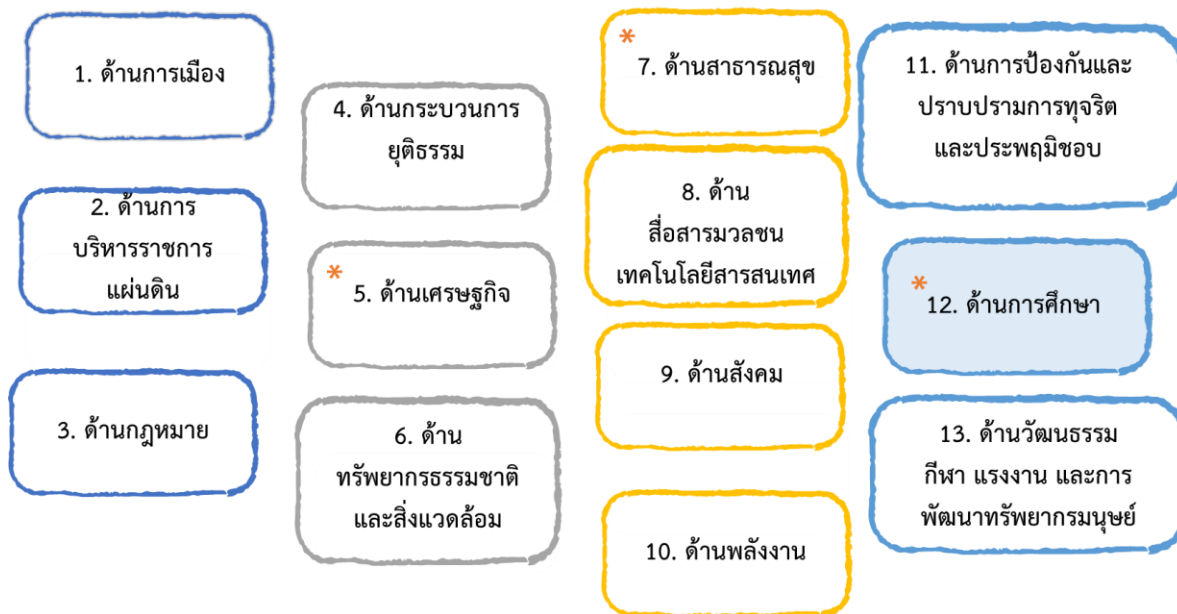 1. ด้านการเมือง
2. ด้านการ
บริหารราชการ
แผ่นดิน
3. ด้านกฎหมาย
4. ด้านกระบวนการ
ยุติธรรม
*
5. ด้านเศรษฐกิจ
6. ด้าน
ทรัพยากรธรรมชาติ
และสิ่งแวดล้อม
*
7. ด้านสาธารณสุข
8. ด้าน
สื่อสารมวลชน
เทคโนโลยีสารสนเทศ
9. ด้านสังคม
10. ด้านพลังงาน
11. ด้านการป้องกันและ
ปราบปรามการทุจริต
และประพฤมิชอบ
*
12. ด้านการศึกษา
13. ด้านวัฒนธรรม
กีฬา แรงงาน และการ
พัฒนาทรัพยากรมนุษย์